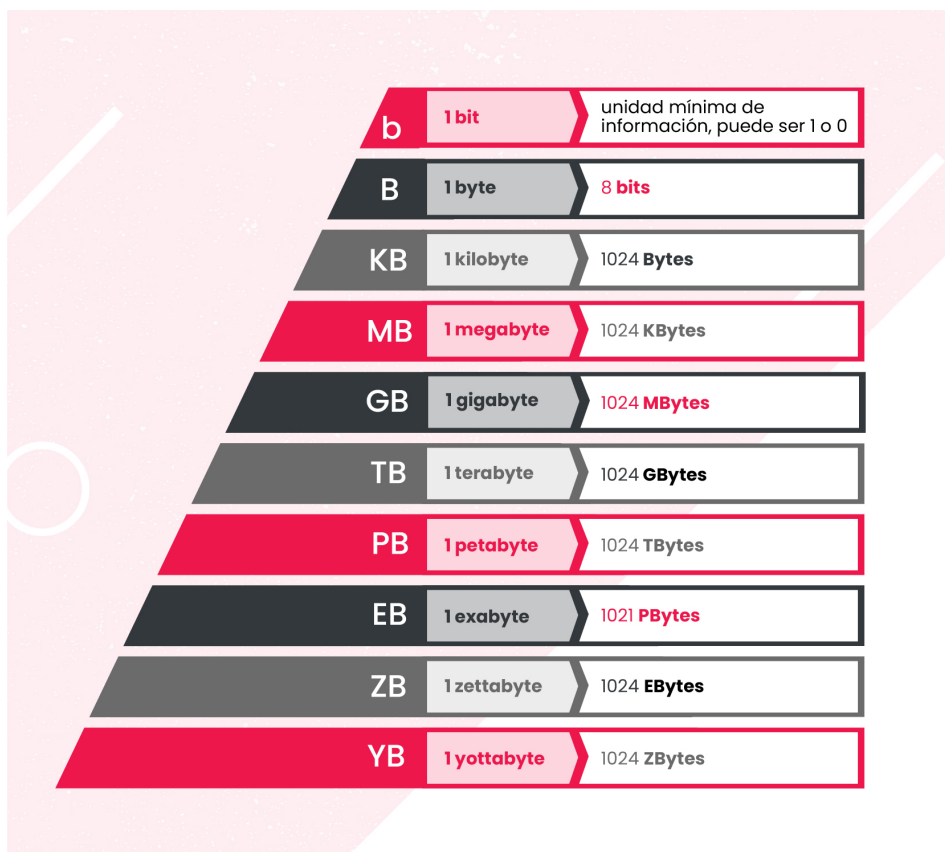 b 1 bit unidad mínima de
información, puede ser 1 o 0
B 1 byte 8 bits
KB 1 kilobyte 1024 Bytes
MB 1 megabyte 1024 KBytes
GB 1 gigabyte 1024 MBytes
TB 1 terabyte 1024 GBytes
PB 1 petabyte 1024 TBytes
EB 1 exabyte 1021 PBytes
ZB 1 zettabyte 1024 EBytes
YB 1 yottabyte 1024 ZBytes